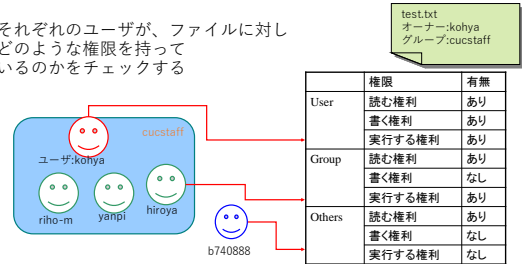 それぞれのユーザが、ファイルに対し
どのような権限を持って
いるのかをチェックする
test.txt
オーナー:kohya
グループ:cucstaff
権限 有無
User 読む権利 あり
書く権利 あり
実行する権利 あり
Group 読む権利 あり
書く権利 なし
実行する権利 あり
Others 読む権利 あり
書く権利 なし
実行する権利 なし
cucstaff
ユーザ:kohya
riho-m
yanpi
hiroya
b740888